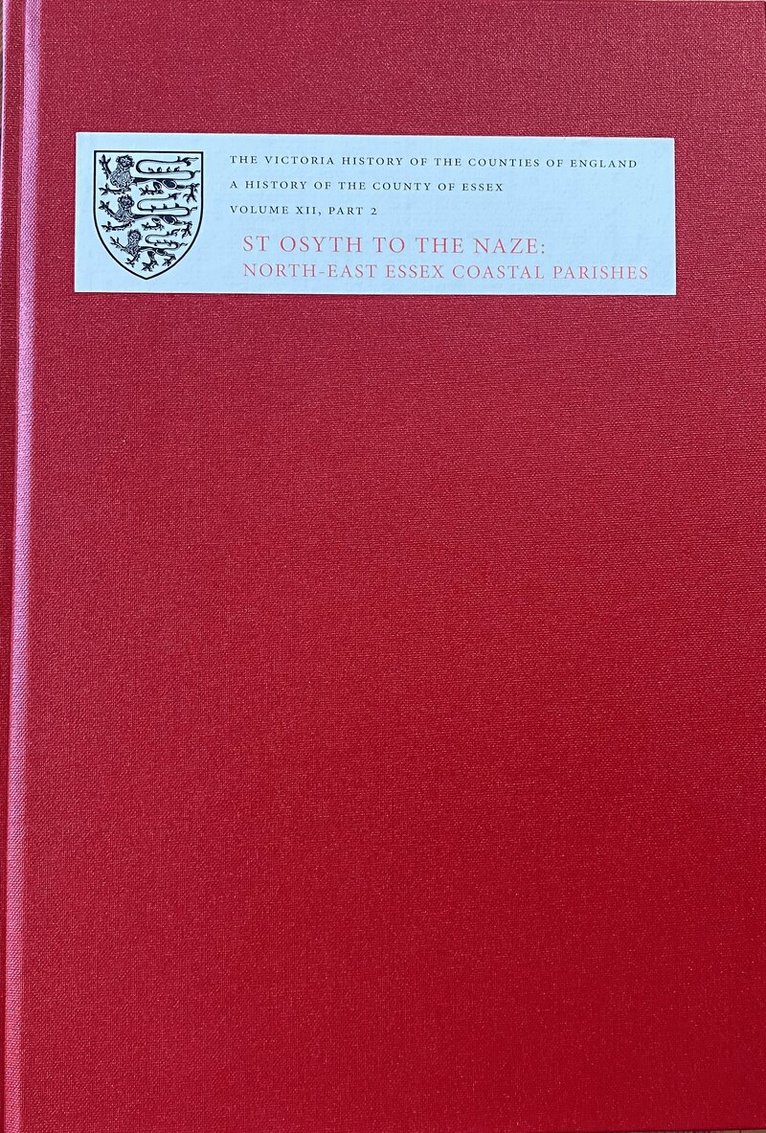 THE VICTORIA HISTORY OF THE COUNTIES OF ENGLAND
A HISTORY OF THE COUNTY OF ESSEX
VOLUME XII, PART 2
ST OSYTH TO THE NAZE:
NORTH-EAST ESSEX COASTAL PARISHES